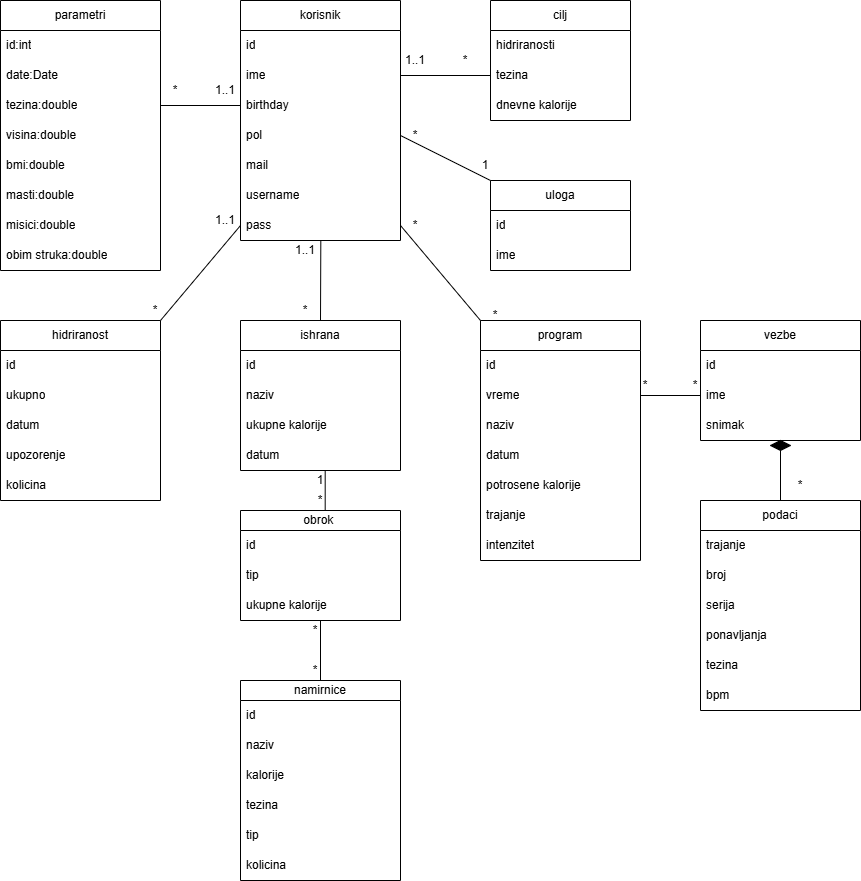 parametri
id:int
date:Date
tezina:double
visina:double
bmi:double
masti:double
misici:double
obim struka:double
*
1..1
korisnik
id
ime
birthday
pol
mail
username
pass
1..1
*
cilj
hidriranosti
tezina
dnevne kalorije
*
1
uloga
id
ime
1..1
*
hidriranost
id
ukupno
datum
upozorenje
kolicina
1..1
*
ishrana
id
naziv
ukupne kalorije
datum
1
*
obrok
id
tip
ukupne kalorije
*
*
namirnice
id
naziv
kalorije
tezina
tip
kolicina
*
*
program
id
vreme
naziv
datum
potrosene kalorije
trajanje
intenzitet
*
*
vezbe
id
ime
snimak
*
podaci
trajanje
broj
serija
ponavljanja
tezina
bpm